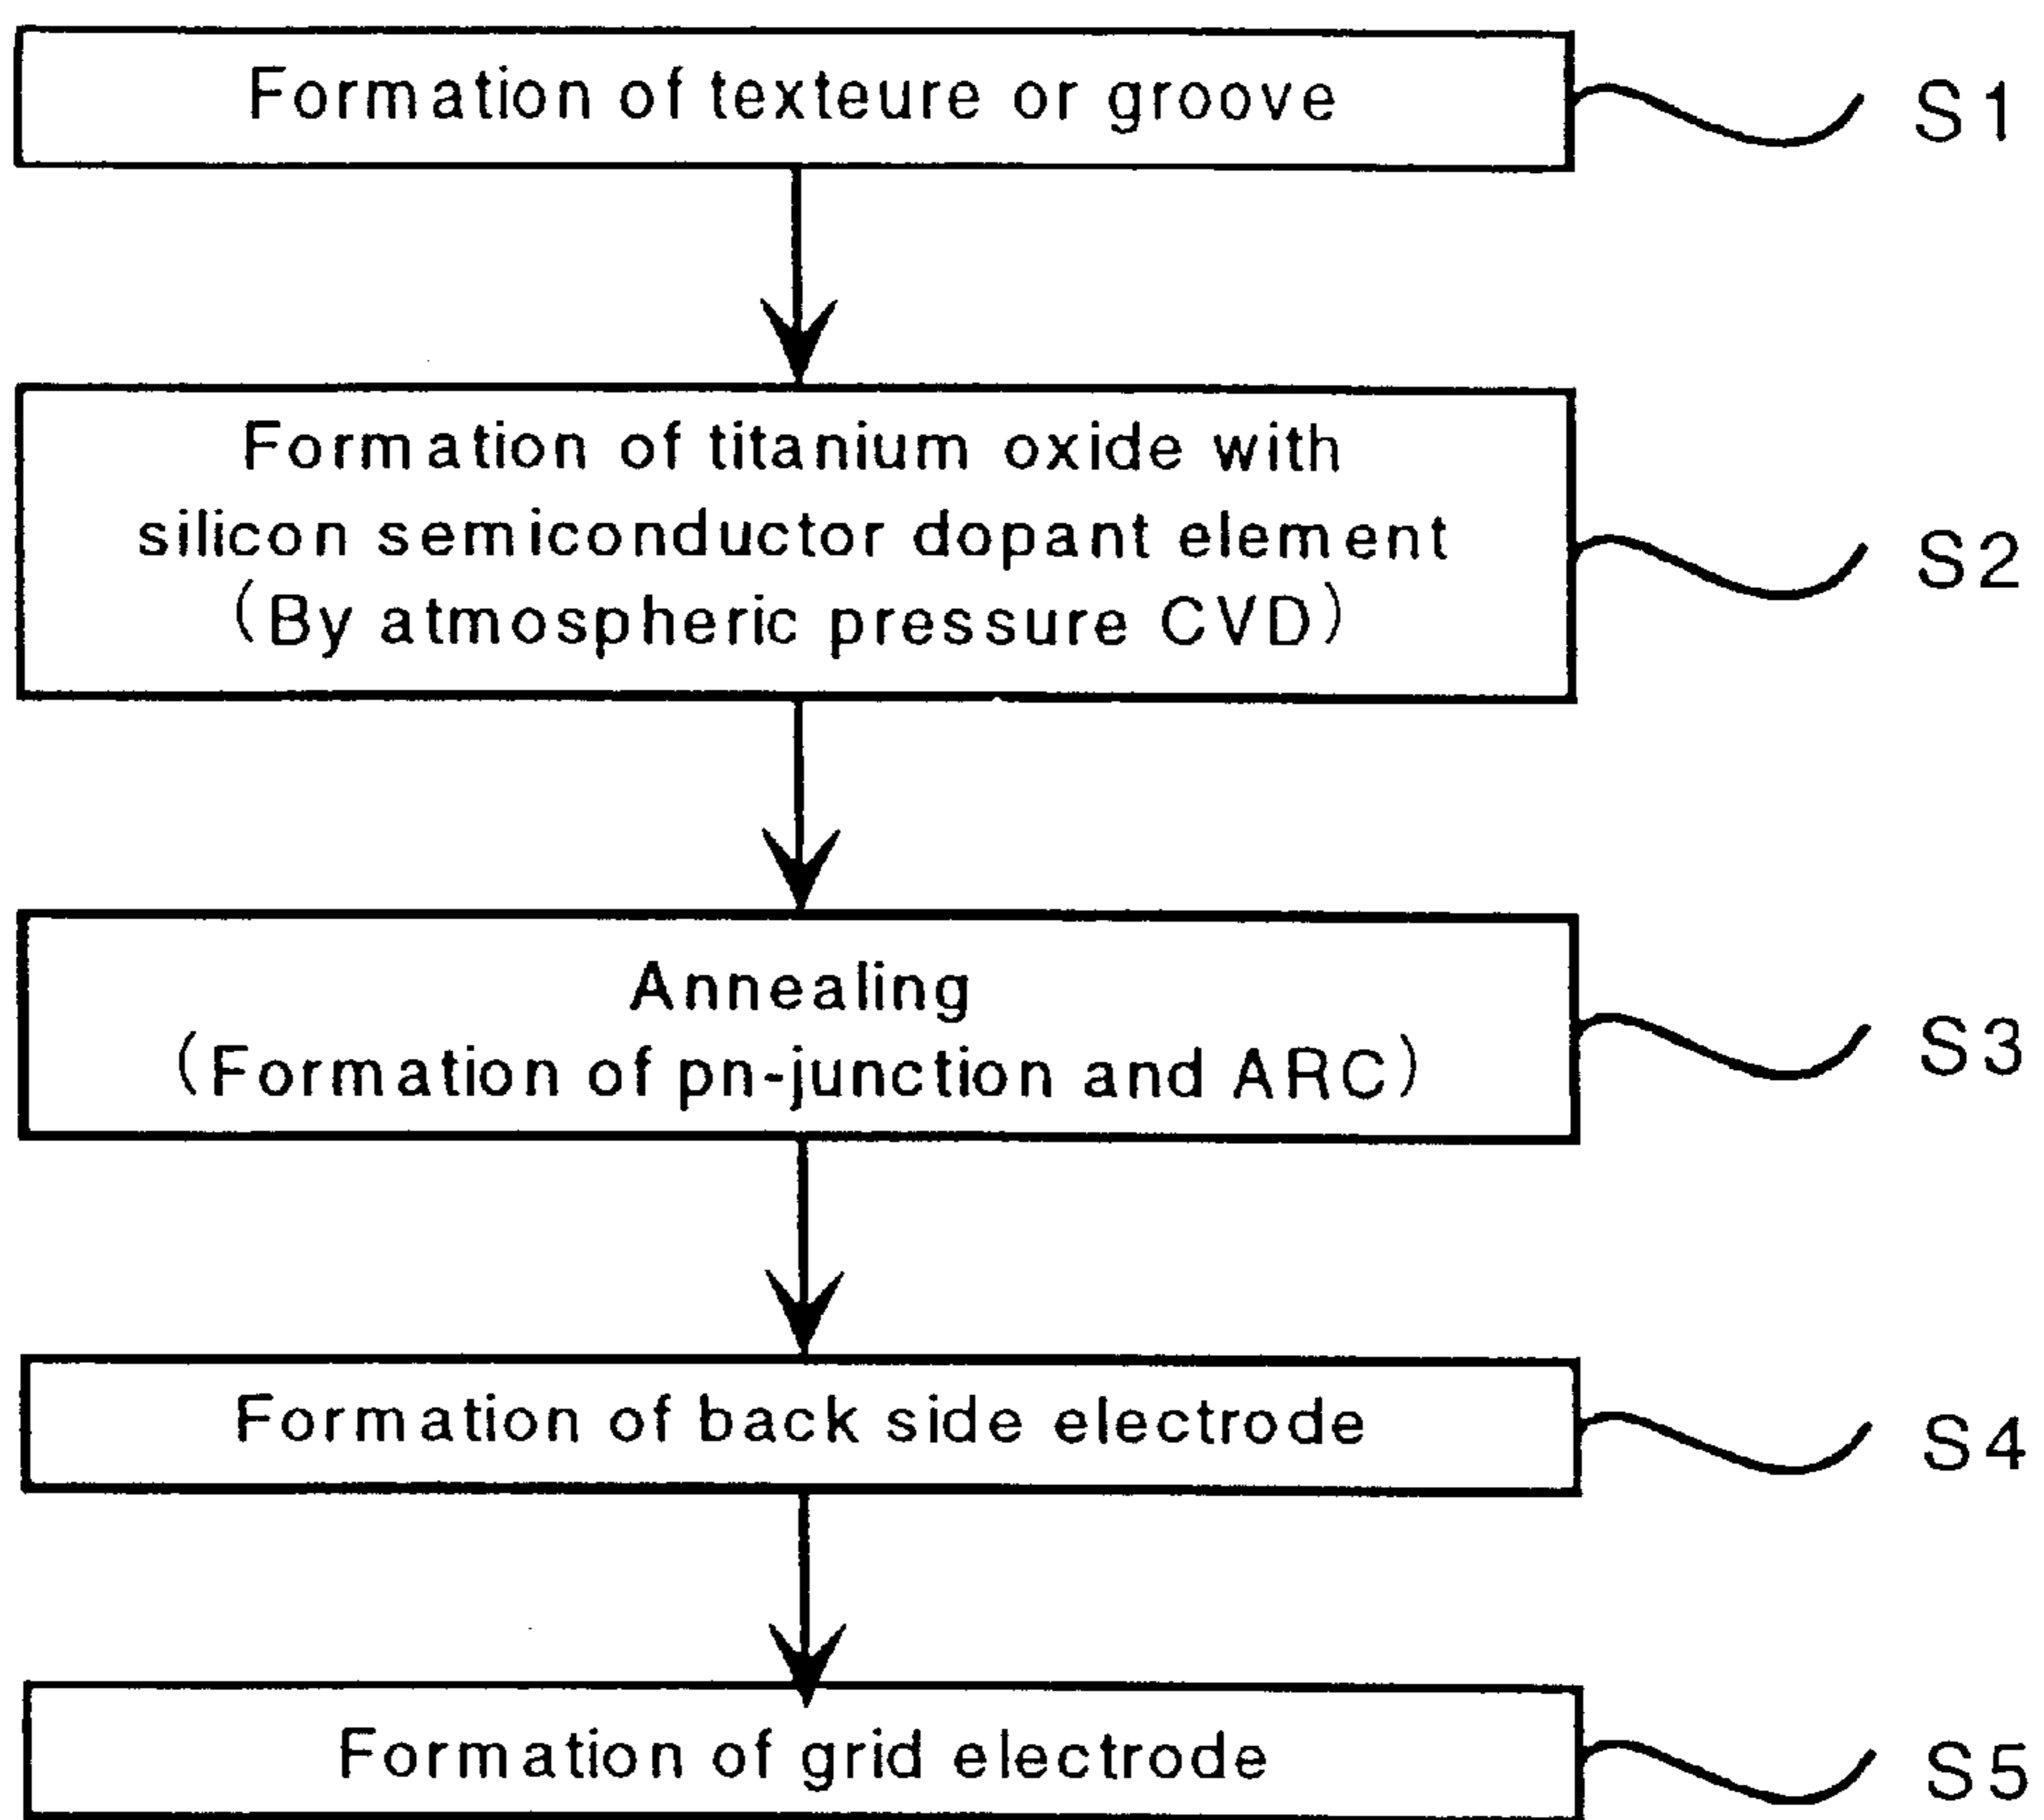 Formation of texteure or groove
S1
Formation of titanium oxide with
silicon semiconductor dopant element
(By atmospheric pressure CVD)
S2
Annealing
(Formation of pn-junction and ARC)
S3
Formation of back side electrode
S4
Formation of grid electrode
S5